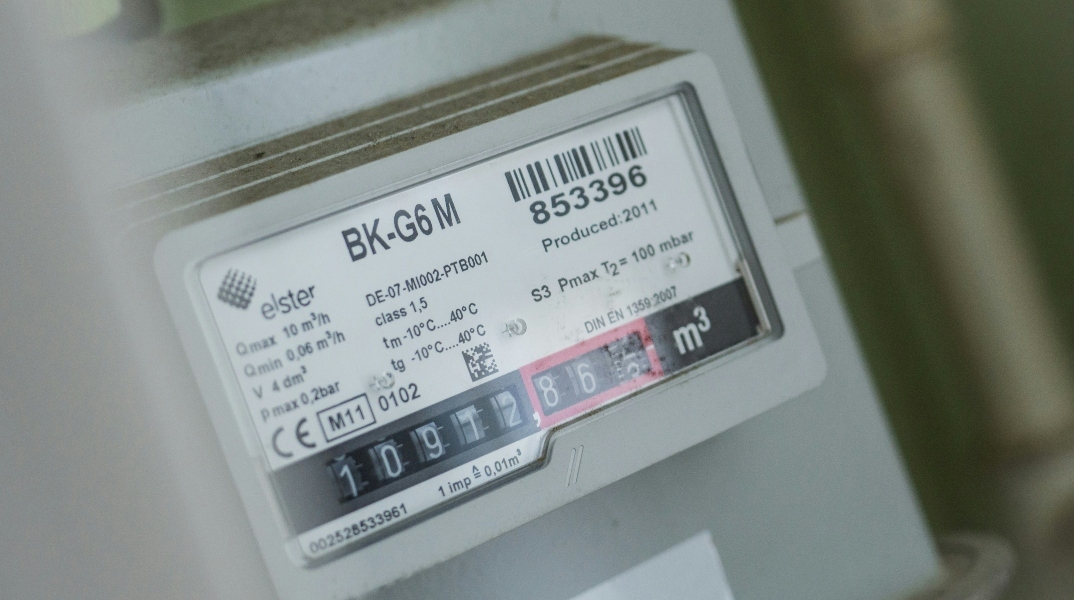 BK-G6 M
853396
Produced: 2011
elster
DE-07-MI002-PTB001
class 1,5
tm -10°C....40°C
tg -10°C....40°C
S3 Pmax T2 = 100 mbar
DIN EN 1359:2007
Qmax 10 m³/h
Qmin 0,06 m³/h
V 4 dm³
pmax 0,2bar
CE M11 0102
10912,86 m³
1 imp ≙ 0,01m³
002528533961